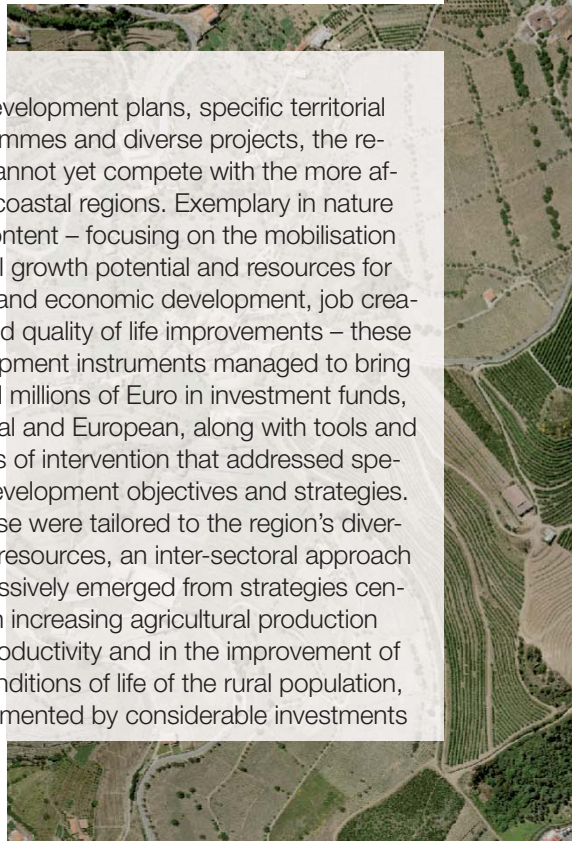 evelopment plans, specific territorial
mmes and diverse projects, the re-
annot yet compete with the more af-
coastal regions. Exemplary in nature
ontent – focusing on the mobilisation
l growth potential and resources for
and economic development, job crea-
d quality of life improvements – these
pment instruments managed to bring
l millions of Euro in investment funds,
al and European, along with tools and
s of intervention that addressed spe-
evelopment objectives and strategies.
se were tailored to the region’s diver-
resources, an inter-sectoral approach
ssively emerged from strategies cen-
n increasing agricultural production
oductivity and in the improvement of
nditions of life of the rural population,
mented by considerable investments